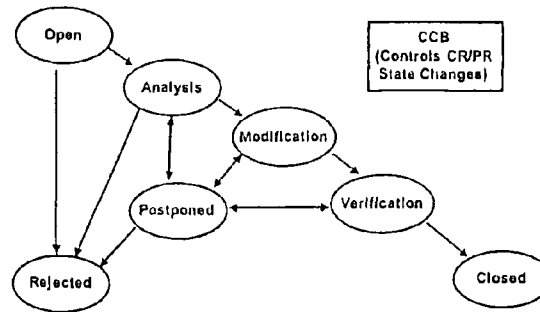 Open
CCB
(Controls CR/PR
State Changes)
Analysis
Modification
Postponed
Verification
Rejected
Closed